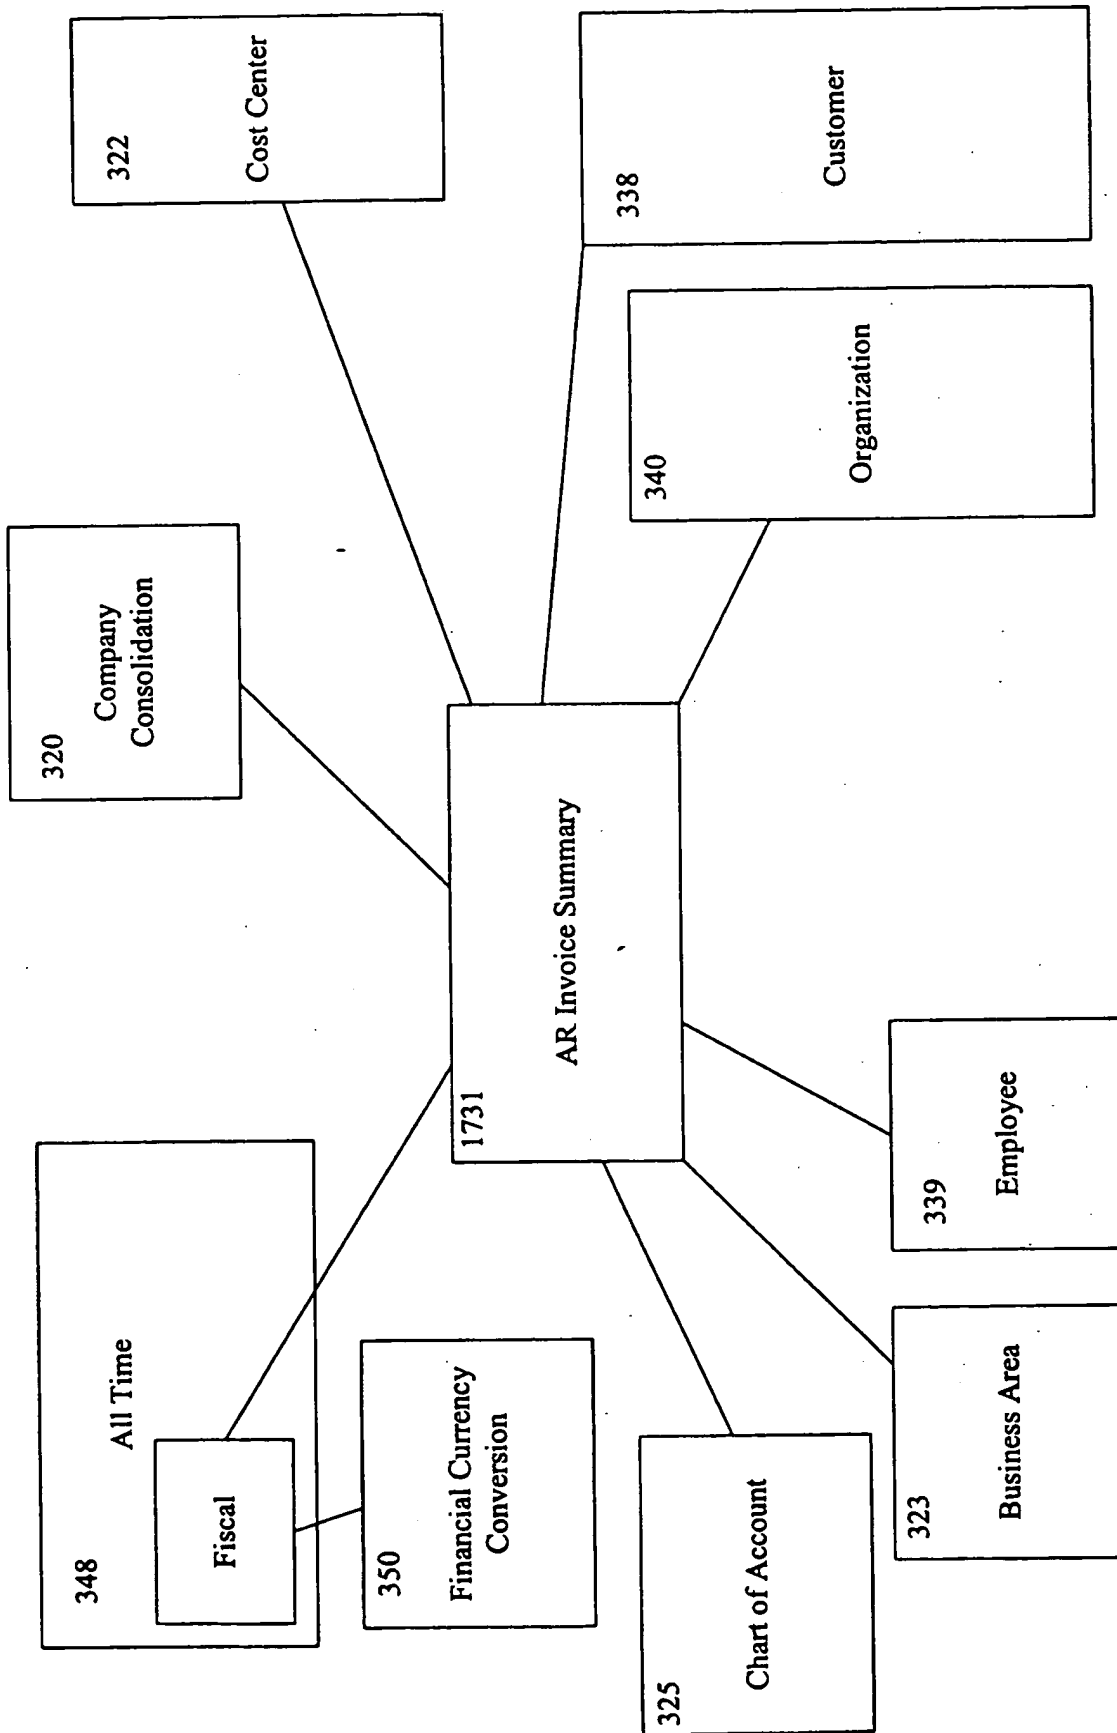 348
All Time
Fiscal
350
Financial Currency
Conversion
320
Company
Consolidation
322
Cost Center
1731
AR Invoice Summary
325
Chart of Account
323
Business Area
339
Employee
340
Organization
338
Customer